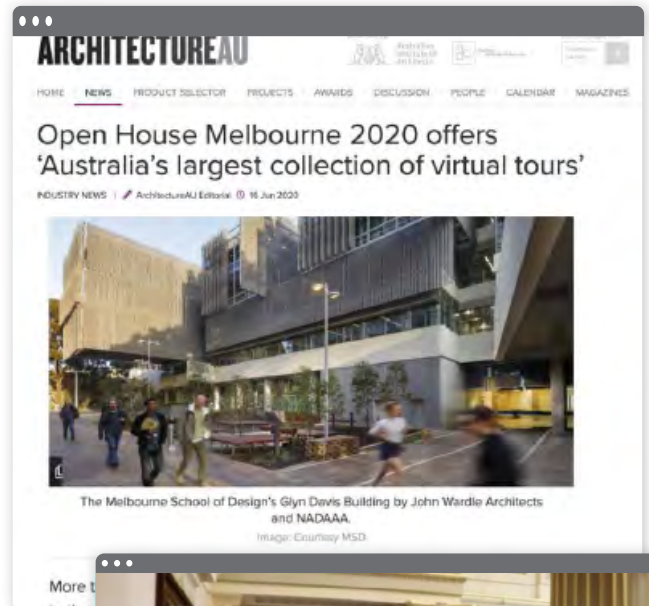 ARCHITECTUREAU
HOME NEWS PRODUCT SELECTOR PROJECTS AWARDS DISCUSSION PEOPLE CALENDAR MAGAZINES
Open House Melbourne 2020 offers
‘Australia’s largest collection of virtual tours’
INDUSTRY NEWS | ArchitectureAU Editorial 16 Jun 2020
The Melbourne School of Design’s Glyn Davis Building by John Wardle Architects
and NADAAA.
Image: Courtesy MSD
More t